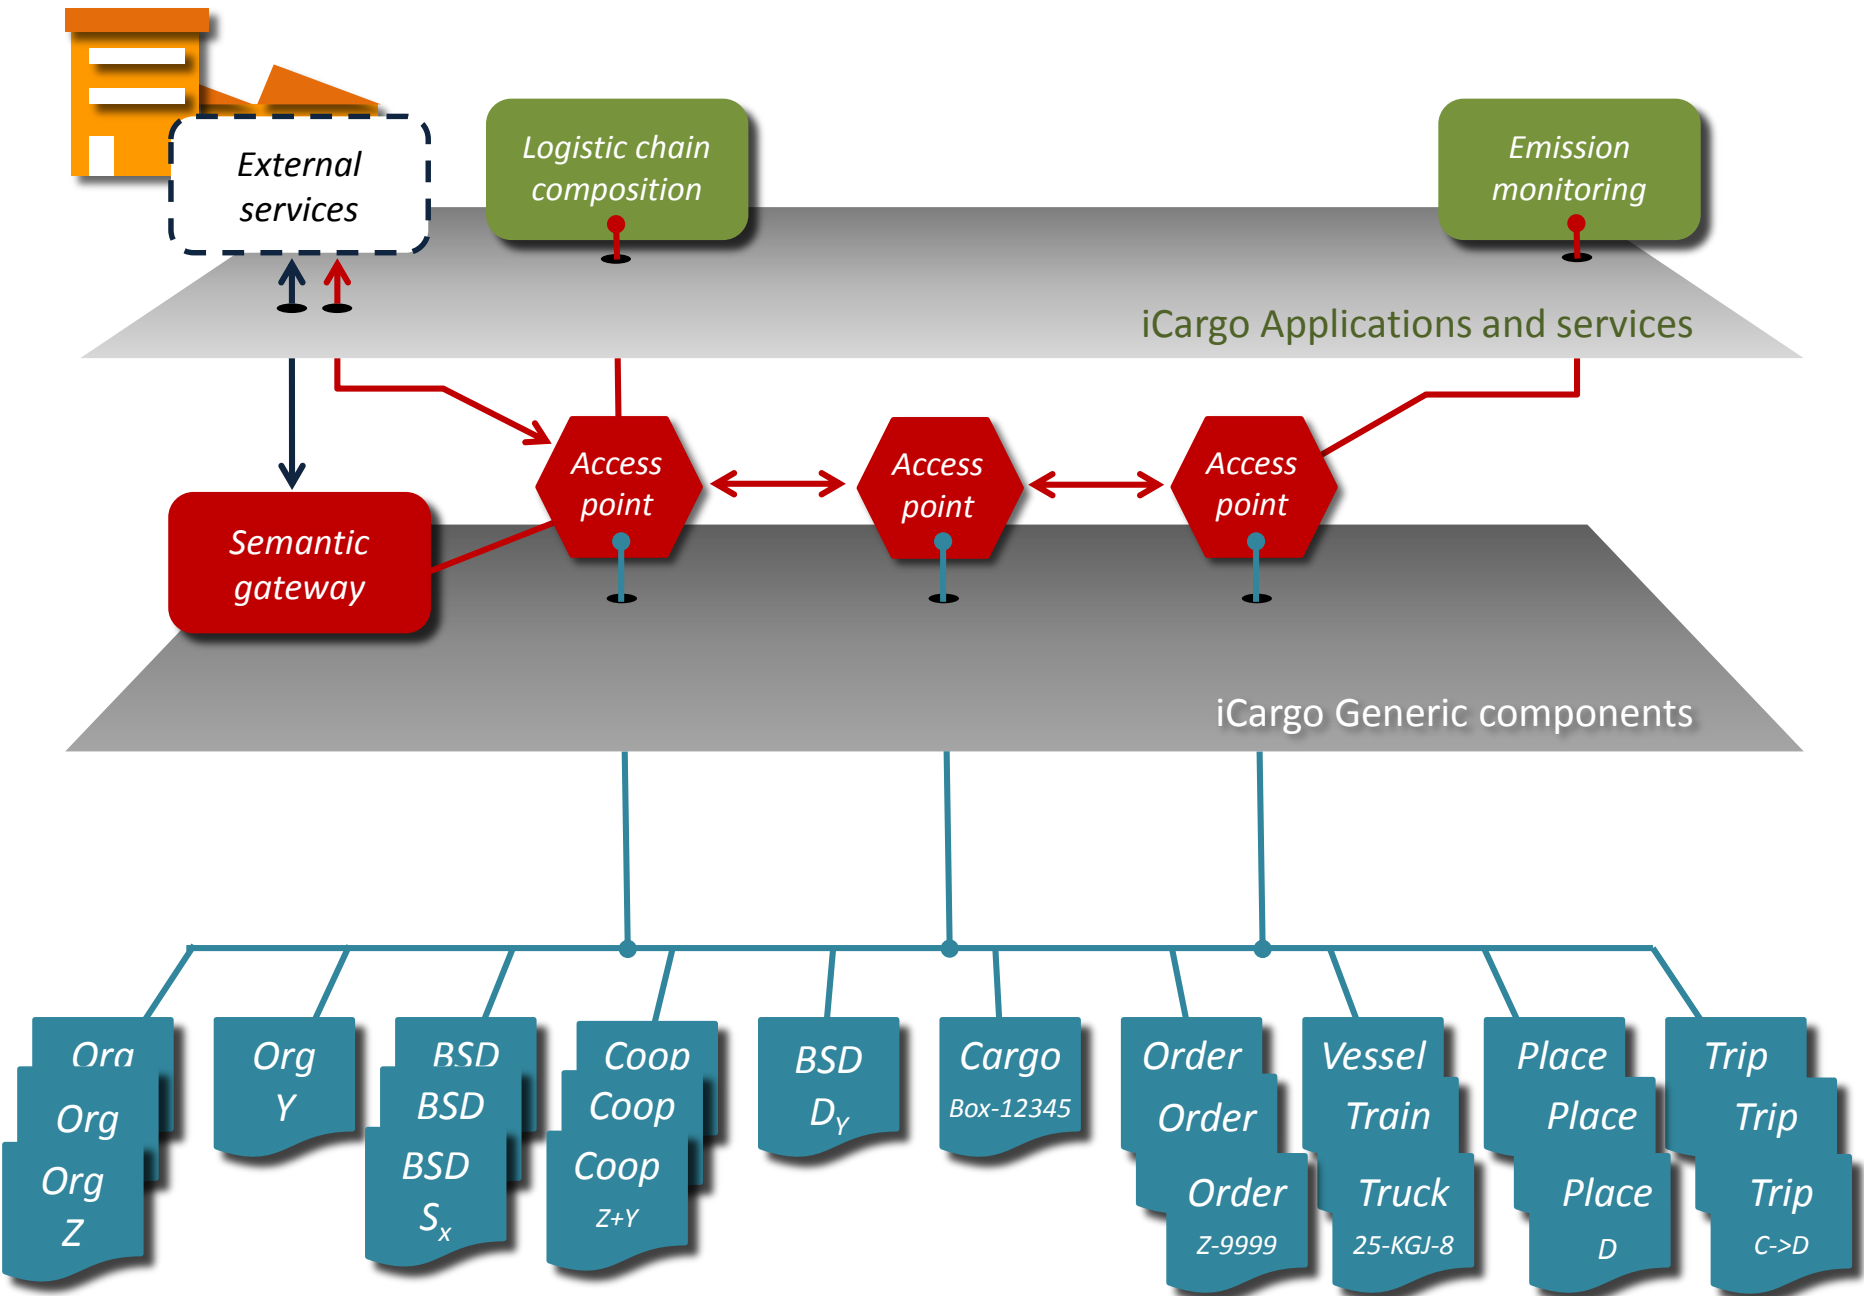 External
services
Logistic chain
composition
Emission
monitoring
iCargo Applications and services
Access
point
Access
point
Access
point
Semantic
gateway
iCargo Generic components
Org
Org
Org
Z
Org
Y
BSD
BSD
BSD
Sx
Coop
Coop
Coop
Z+Y
BSD
DY
Cargo
Box-12345
Order
Order
Order
Z-9999
Vessel
Train
Truck
25-KGJ-8
Place
Place
Place
D
Trip
Trip
Trip
C->D